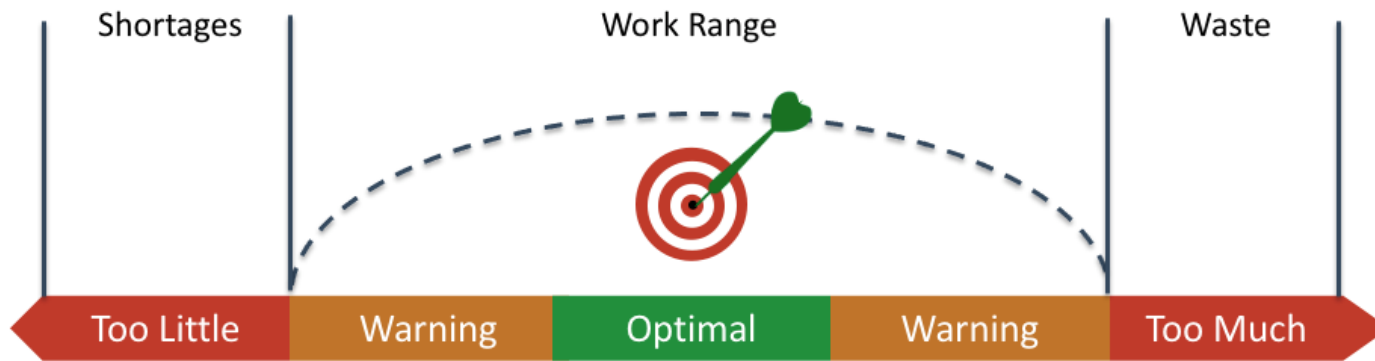 Shortages
Work Range
Waste
Too Little
Warning
Optimal
Warning
Too Much